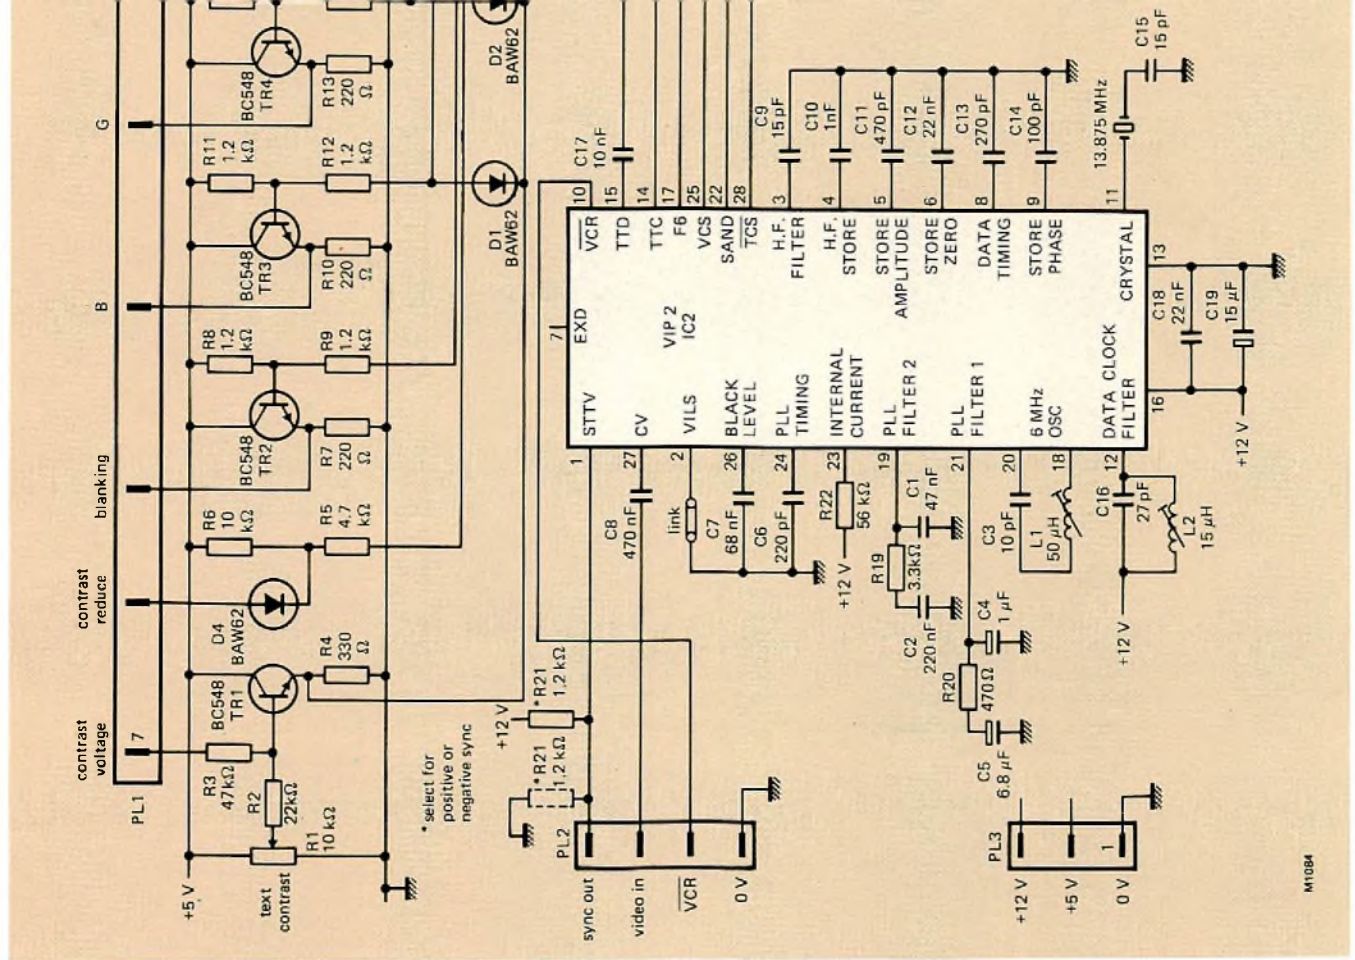 G
B
blanking
contrast
reduce
contrast
voltage
PL1
7
BC548
TR4
R13
220
Ω
D2
BAW62
R11
1.2
kΩ
R12
1.2
kΩ
BC548
TR3
R10
220
Ω
D1
BAW62
R8
1.2
kΩ
R9
1.2
kΩ
BC548
TR2
R7
220
Ω
R6
10
kΩ
R5
4.7
kΩ
D4
BAW62
BC548
TR1
R4
330
Ω
R3
47kΩ
R2
22kΩ
R1
10 kΩ
+5 V
text
contrast
* select for
positive or
negative sync
+12 V
*R21
1.2 kΩ
*R21
1.2 kΩ
PL2
sync out
video in
VCR
0 V
C17
10 nF
10
15
14
17
25
22
28
3
4
5
6
8
9
11
VCR
TTD
TTC
F6
VCS
SAND
TCS
H.F.
FILTER
H.F.
STORE
STORE
AMPLITUDE
STORE
ZERO
DATA
TIMING
STORE
PHASE
CRYSTAL
C9
15 pF
C10
1nF
C11
470 pF
C12
22 nF
C13
270 pF
C14
100 pF
13.875 MHz
C15
15 pF
7
EXD
VIP 2
IC2
STTV
CV
VILS
BLACK
LEVEL
PLL
TIMING
INTERNAL
CURRENT
PLL
FILTER 2
PLL
FILTER 1
6 MHz
OSC
DATA CLOCK
FILTER
13
16
C18
22 nF
C19
15 µF
+12 V
1
27
2
26
24
23
19
21
20
18
12
C8
470 nF
link
C7
68 nF
C6
220 pF
R22
56 kΩ
+12 V
C1
47 nF
R19
3.3kΩ
C2
220 nF
C4
1 µF
R20
470Ω
C5
6.8 µF
C3
10 pF
L1
50 µH
C16
27 pF
L2
15 µH
+12 V
PL3
1
+12 V
+5 V
0 V
M1084